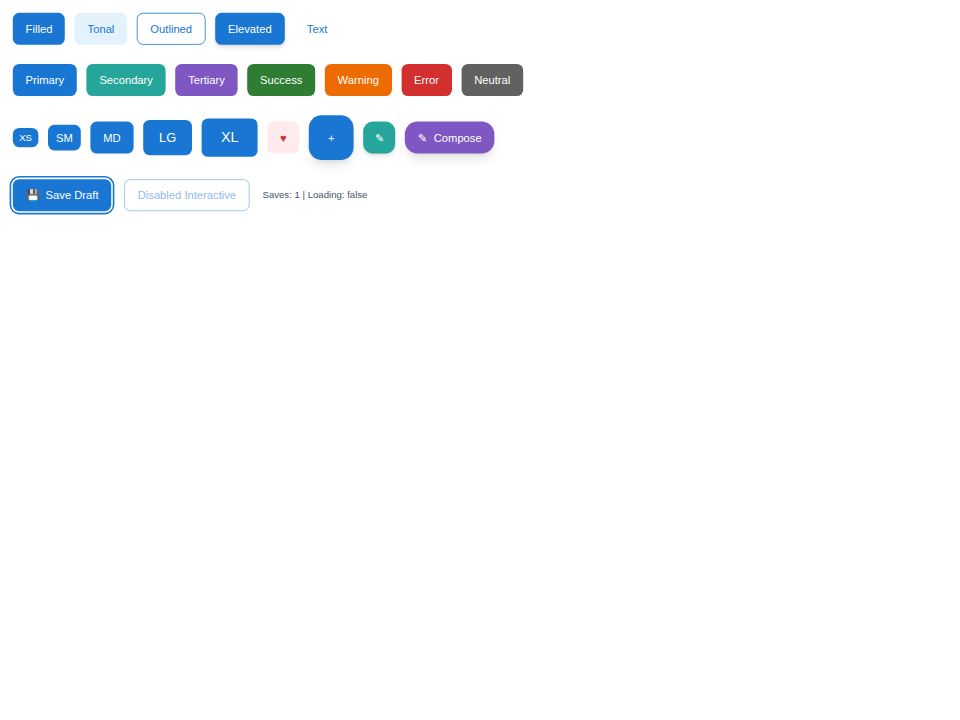 Filled Tonal Outlined Elevated Text
Primary Secondary Tertiary Success Warning Error Neutral
XS SM MD LG XL ♥ + ✎ ✎ Compose
💾 Save Draft Disabled Interactive Saves: 1 | Loading: false